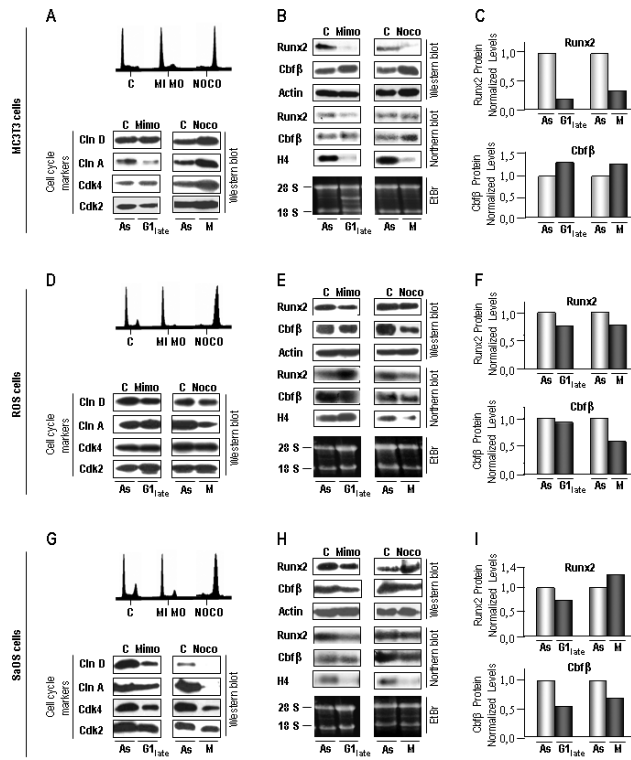 A
B
C
MC3T3 cells
C MI MO NOCO
C Mimo C Noco
Cell cycle markers
Cln D
Cln A
Cdk4
Cdk2
Western blot
As G1late As M
C Mimo C Noco
Runx2
Cbfβ
Actin
Western blot
Runx2
Cbfβ
H4
Northern blot
28 S
18 S
EtBr
As G1late As M
Runx2
Runx2 Protein Normalized Levels
1,0
0,5
0,0
As G1late As M
Cbfβ
Cbfβ Protein Normalized Levels
1,5
1,0
0,5
0,0
As G1late As M
D
E
F
ROS cells
C MI MO NOCO
C Mimo C Noco
Cell cycle markers
Cln D
Cln A
Cdk4
Cdk2
Western blot
As G1late As M
C Mimo C Noco
Runx2
Cbfβ
Actin
Western blot
Runx2
Cbfβ
H4
Northern blot
28 S
18 S
EtBr
As G1late As M
Runx2
Runx2 Protein Normalized Levels
1,0
0,5
0,0
As G1late As M
Cbfβ
Cbfβ Protein Normalized Levels
1,0
0,5
0,0
As G1late As M
G
H
I
SaOS cells
C MI MO NOCO
C Mimo C Noco
Cell cycle markers
Cln D
Cln A
Cdk4
Cdk2
Western blot
As G1late As M
C Mimo C Noco
Runx2
Cbfβ
Actin
Western blot
Runx2
Cbfβ
H4
Northern blot
28 S
18 S
EtBr
As G1late As M
Runx2
Runx2 Protein Normalized Levels
1,4
1,0
0,5
0,0
As G1late As M
Cbfβ
Cbfβ Protein Normalized Levels
1,0
0,5
0,0
As G1late As M